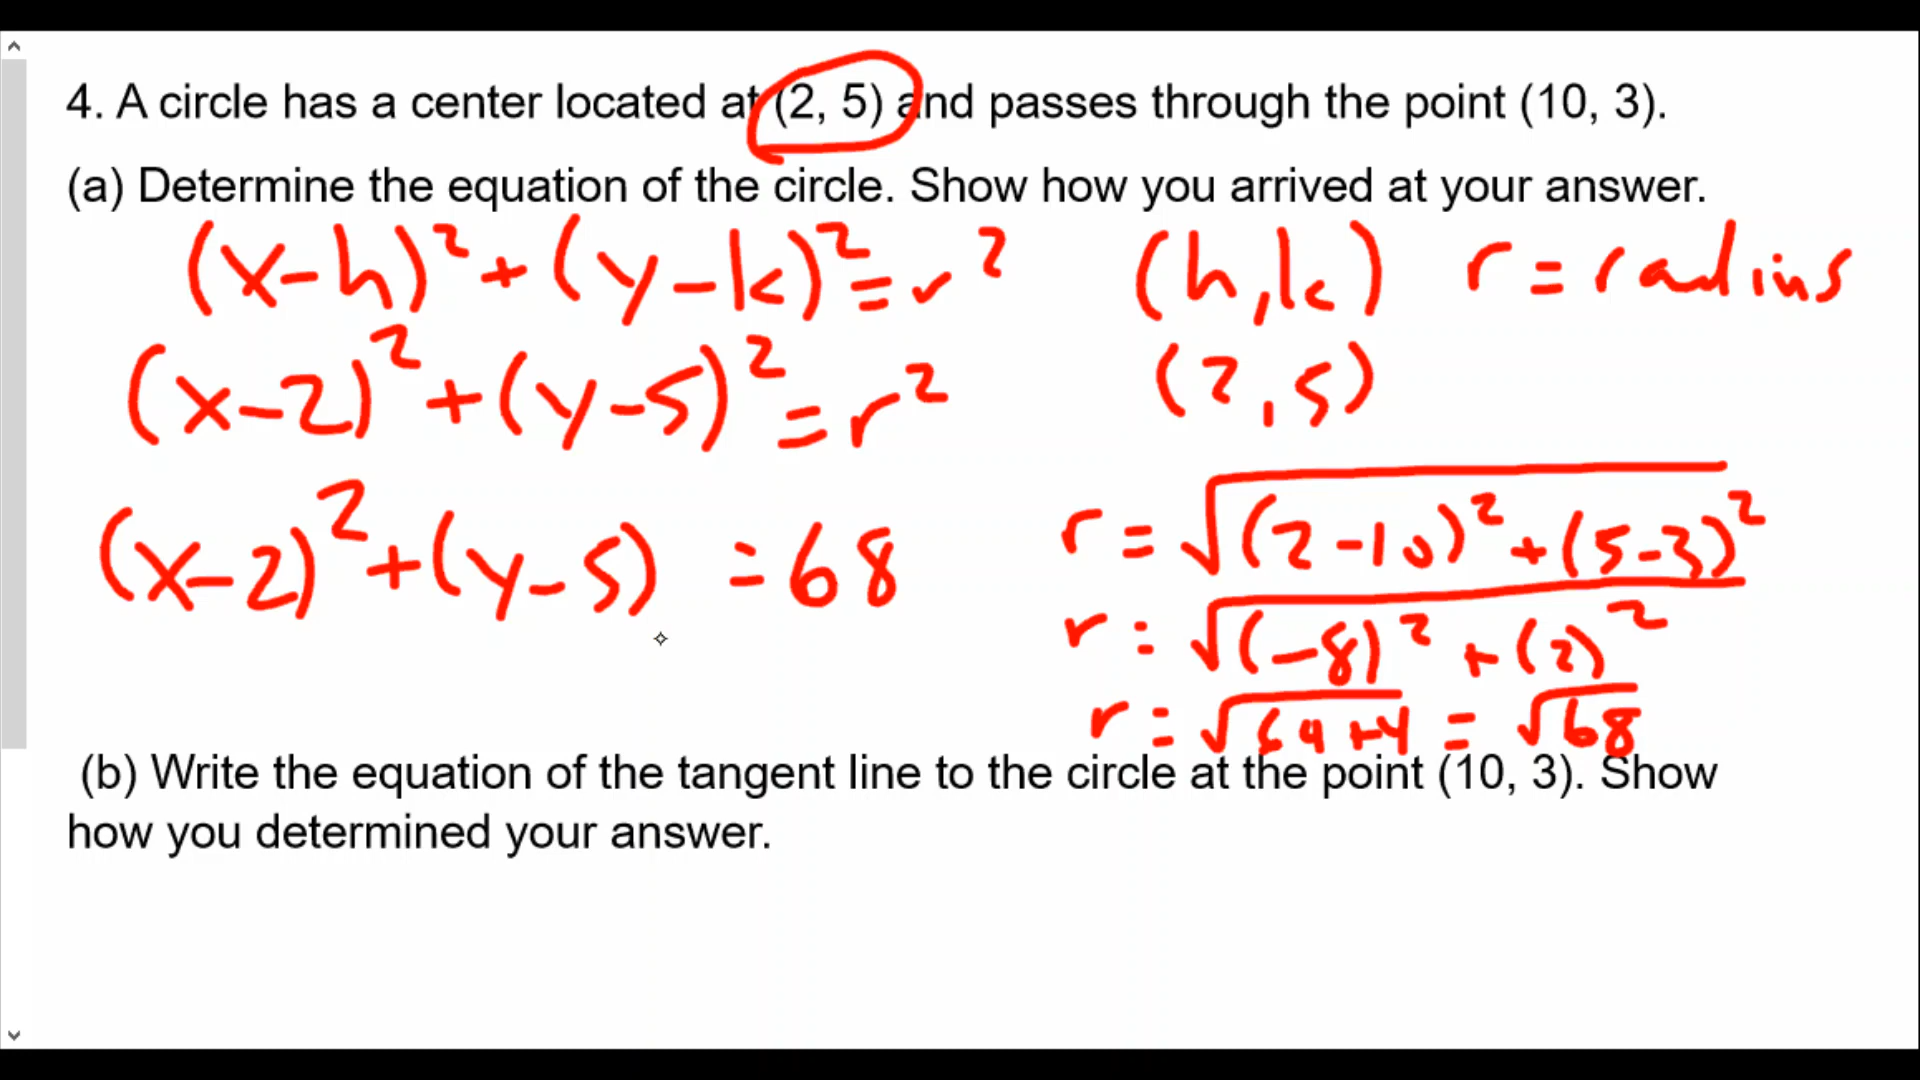 4. A circle has a center located at (2, 5) and passes through the point (10, 3).
(a) Determine the equation of the circle. Show how you arrived at your answer.
(x-h)² + (y-k)² = r² (h,k) r = radius
(x-2)² + (y-5)² = r² (2,5)
(x-2)² + (y-5) = 68
r = √(2-10)² + (5-3)²
r = √(-8)² + (2)²
r = √64+4 = √68
(b) Write the equation of the tangent line to the circle at the point (10, 3). Show
how you determined your answer.